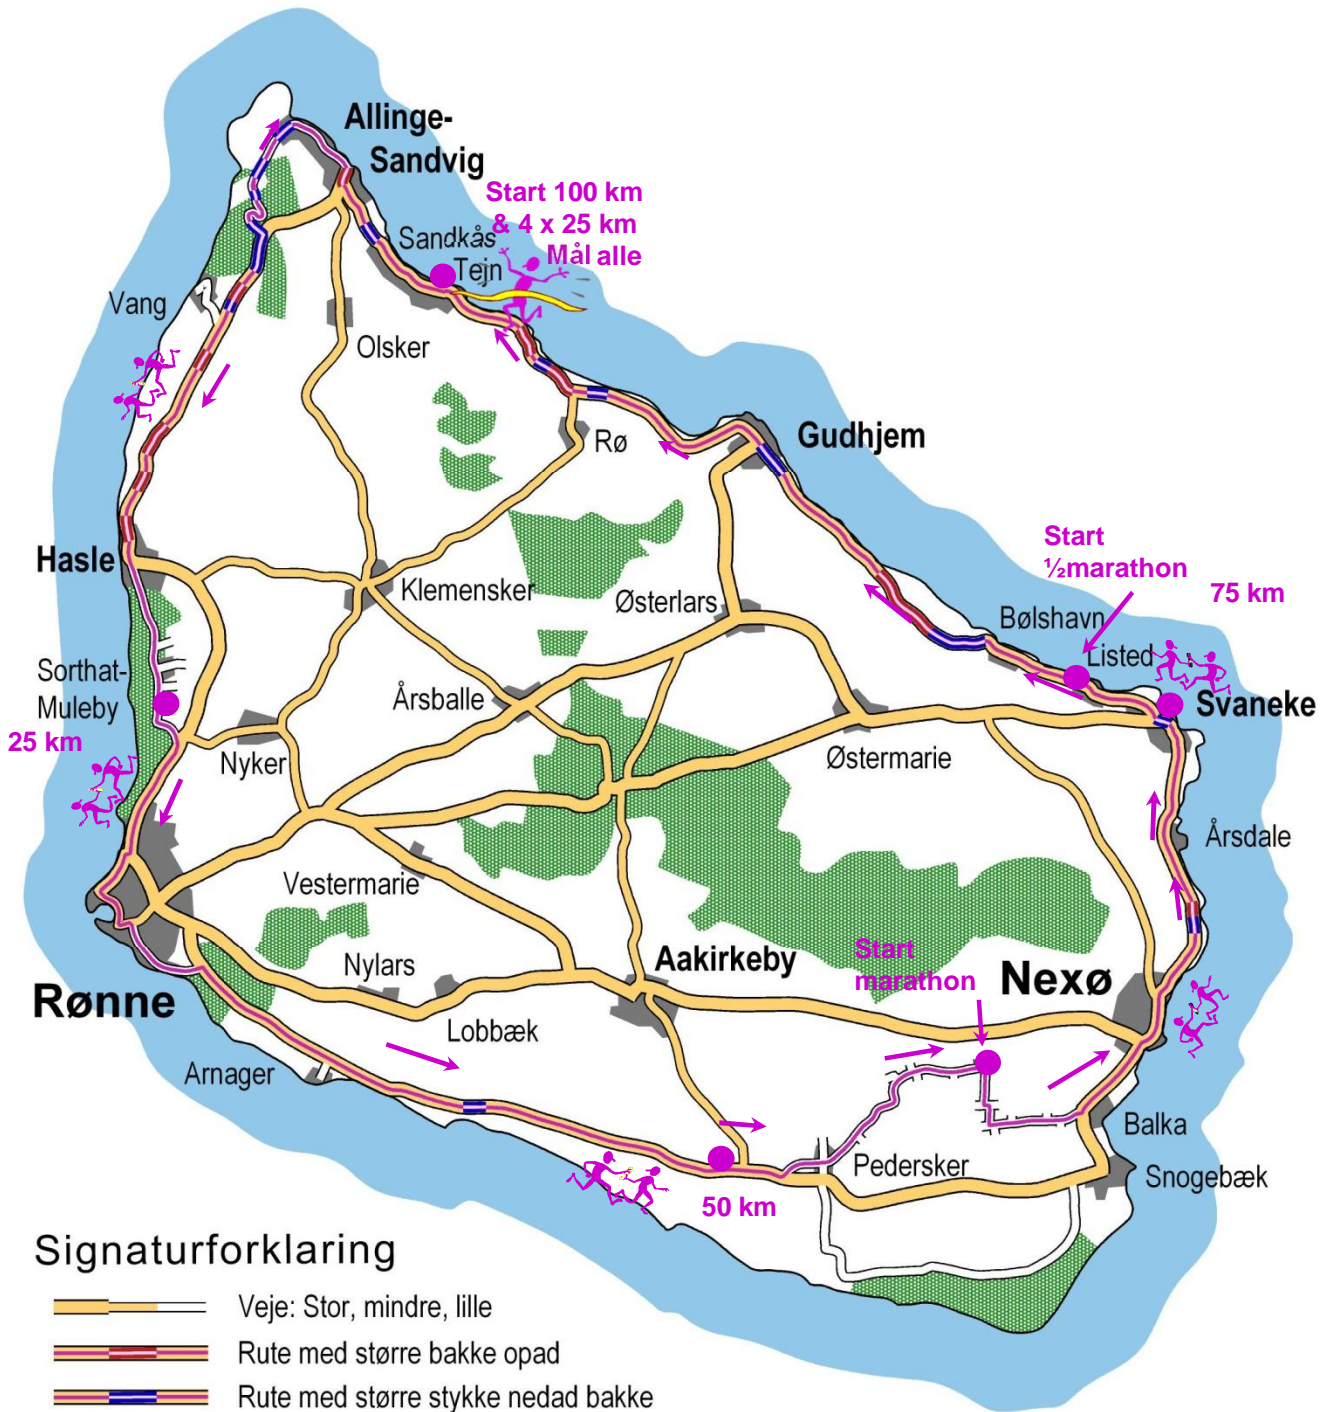 Allinge-
Sandvig
Start 100 km
& 4 x 25 km
Mål alle
Sandkås
Tejn
Vang
Olsker
Rø
Gudhjem
Start
½marathon
75 km
Hasle
Klemensker
Østerlars
Bølshavn
Listed
Svaneke
Sorthat-
Muleby
25 km
Årsballe
Nyker
Østermarie
Årsdale
Vestermarie
Nylars
Aakirkeby
Start
marathon
Nexø
Rønne
Lobbæk
Arnager
Balka
Pedersker
Snogebæk
50 km
Signaturforklaring
Veje: Stor, mindre, lille
Rute med større bakke opad
Rute med større stykke nedad bakke